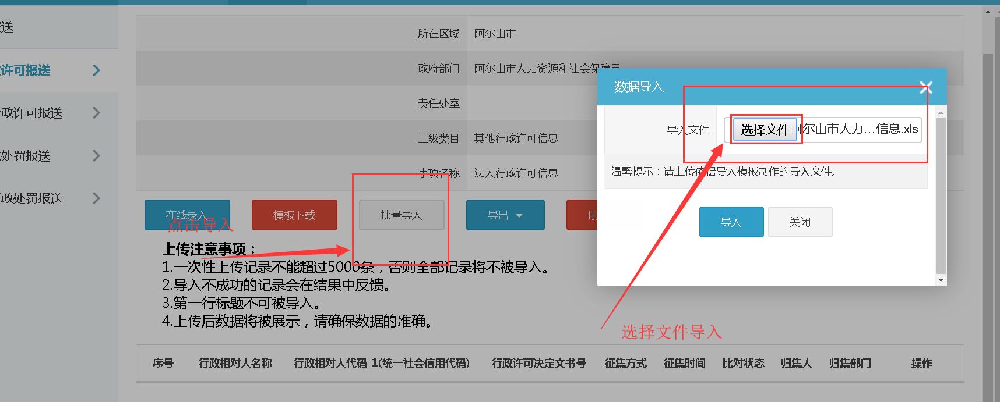 送
许可报送
政许可报送
处罚报送
政处罚报送
所在区域 阿尔山市
政府部门 阿尔山市人力资源和社会保障局
责任处室
三级类目 其他行政许可信息
事项名称 法人行政许可信息
在线录入 模板下载 批量导入 导出 删
点击导入
上传注意事项：
1.一次性上传记录不能超过5000条，否则全部记录将不被导入。
2.导入不成功的记录会在结果中反馈。
3.第一行标题不可被导入。
4.上传后数据将被展示，请确保数据的准确。
数据导入
导入文件 选择文件 阿尔山市人力...信息.xls
温馨提示：请上传依据导入模板制作的导入文件。
导入 关闭
选择文件导入
序号 行政相对人名称 行政相对人代码_1(统一社会信用代码) 行政许可决定文书号 征集方式 征集时间 比对状态 归集人 归集部门 操作